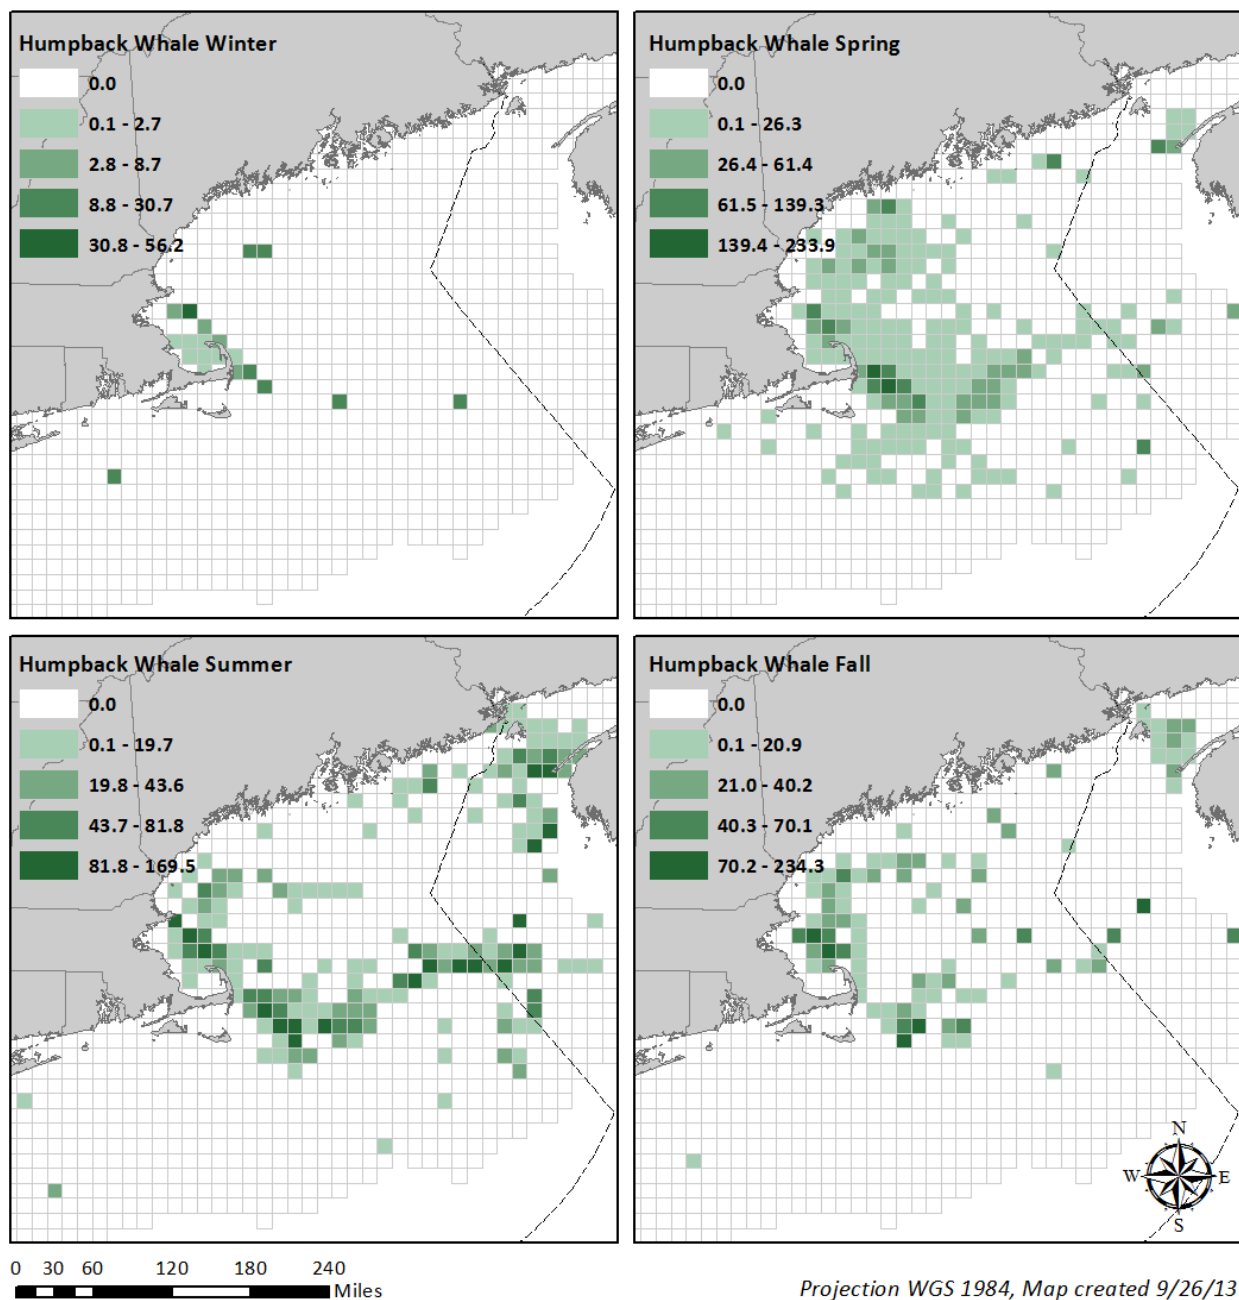 Humpback Whale Winter
0.0
0.1 - 2.7
2.8 - 8.7
8.8 - 30.7
30.8 - 56.2
Humpback Whale Spring
0.0
0.1 - 26.3
26.4 - 61.4
61.5 - 139.3
139.4 - 233.9
Humpback Whale Summer
0.0
0.1 - 19.7
19.8 - 43.6
43.7 - 81.8
81.8 - 169.5
Humpback Whale Fall
0.0
0.1 - 20.9
21.0 - 40.2
40.3 - 70.1
70.2 - 234.3
N
W E
S
0 30 60 120 180 240
Miles
Projection WGS 1984, Map created 9/26/13